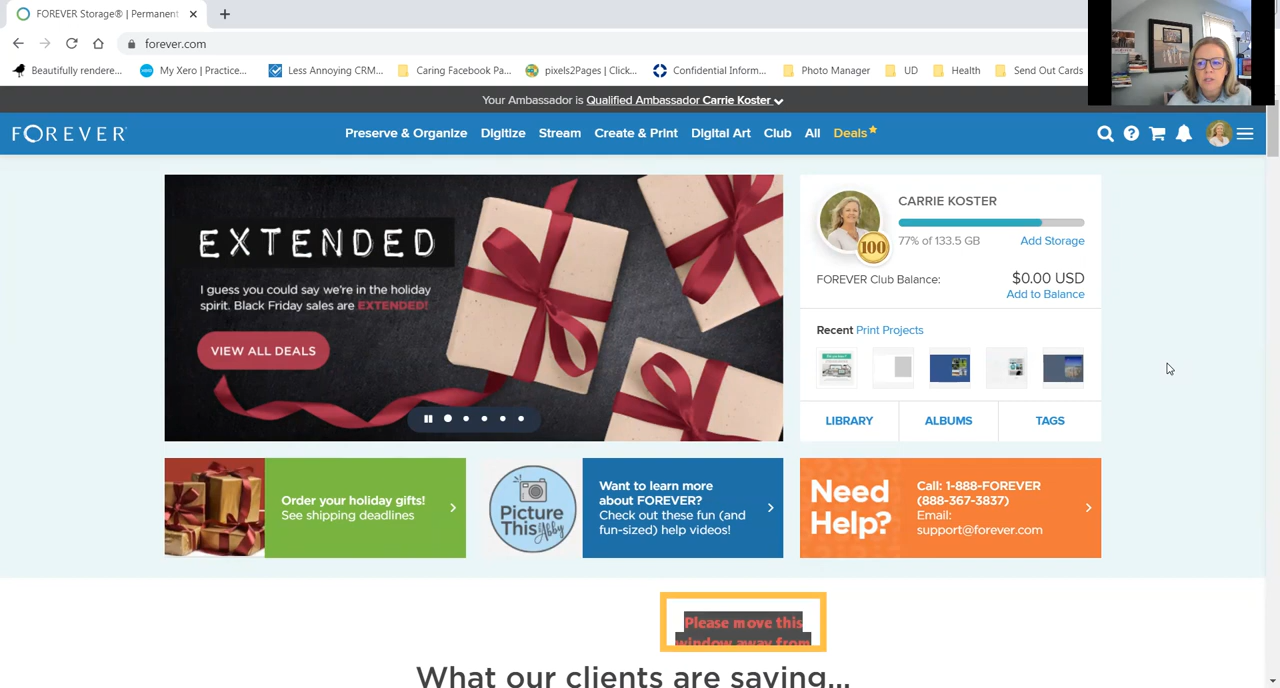 FOREVER Storage® | Permanent
forever.com
Beautifully rendere...
My Xero | Practice...
Less Annoying CRM...
Caring Facebook Pa...
pixels2Pages | Click...
Confidential Inform...
Photo Manager
UD
Health
Send Out Cards
Your Ambassador is Qualified Ambassador Carrie Koster
FOREVER
Preserve & Organize
Digitize
Stream
Create & Print
Digital Art
Club
All
Deals
EXTENDED
I guess you could say we're in the holiday
spirit. Black Friday sales are EXTENDED!
VIEW ALL DEALS
CARRIE KOSTER
100
77% of 133.5 GB
Add Storage
FOREVER Club Balance:
$0.00 USD
Add to Balance
Recent Print Projects
LIBRARY
ALBUMS
TAGS
Order your holiday gifts!
See shipping deadlines
Picture
This Abby
Want to learn more
about FOREVER?
Check out these fun (and
fun-sized) help videos!
Need
Help?
Call: 1-888-FOREVER
(888-367-3837)
Email:
support@forever.com
Please move this
window away from
What our clients are saying...